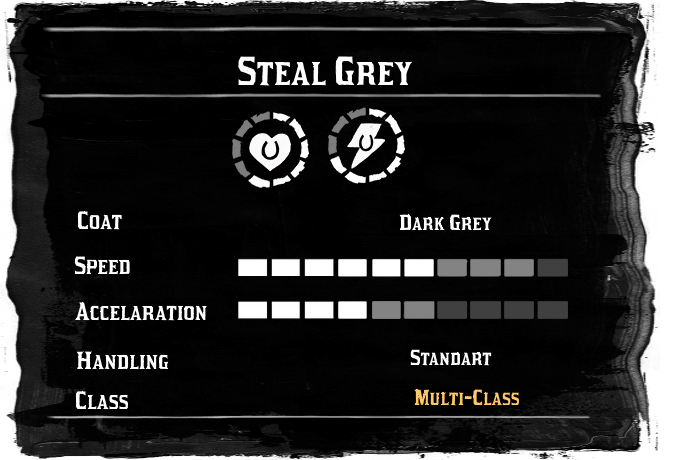 Steal Grey
Coat Dark Grey
Speed
Accelaration
Handling Standart
Class Multi-Class